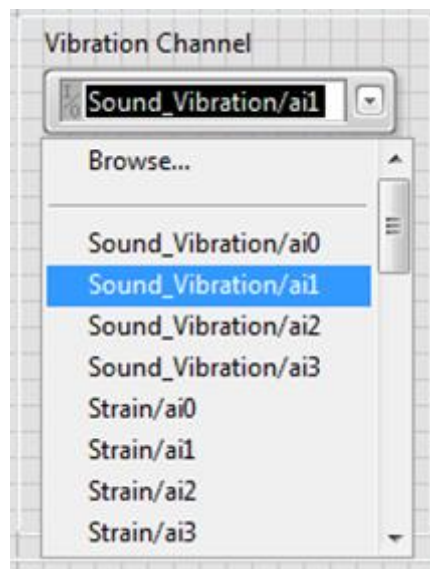 Vibration Channel
I/O Sound_Vibration/ai1
Browse...
Sound_Vibration/ai0
Sound_Vibration/ai1
Sound_Vibration/ai2
Sound_Vibration/ai3
Strain/ai0
Strain/ai1
Strain/ai2
Strain/ai3